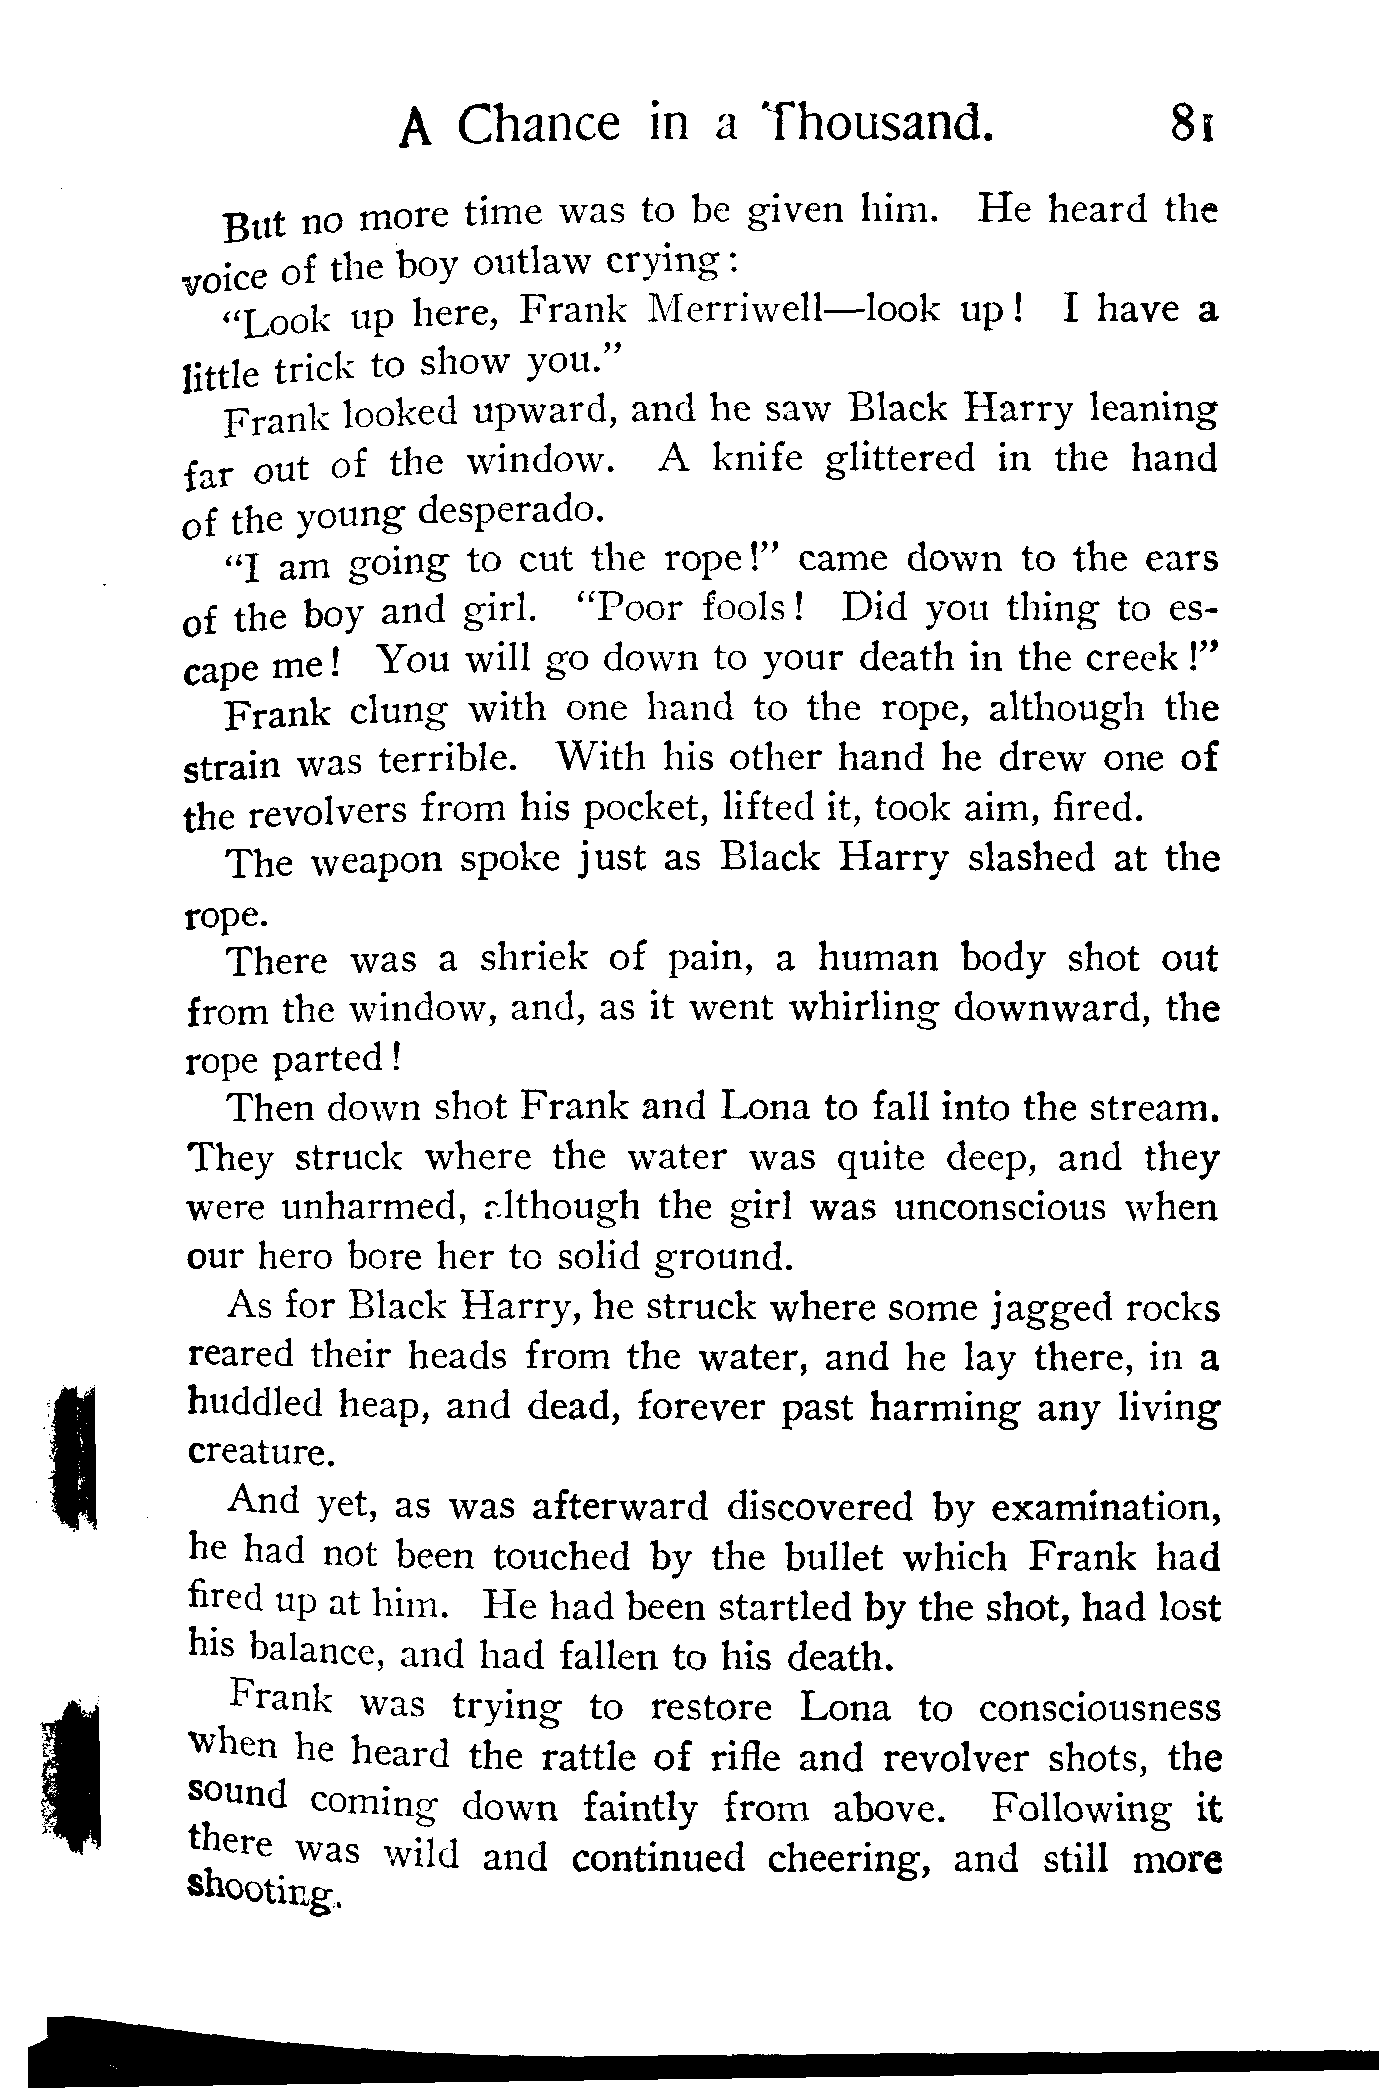 A Chance in a Thousand. 81
But no more time was to be given him. He heard the
voice of the boy outlaw crying:
"Look up here, Frank Merriwell—look up! I have a
little trick to show you."
Frank looked upward, and he saw Black Harry leaning
far out of the window. A knife glittered in the hand
of the young desperado.
"I am going to cut the rope!" came down to the ears
of the boy and girl. "Poor fools! Did you thing to es-
cape me! You will go down to your death in the creek!"
Frank clung with one hand to the rope, although the
strain was terrible. With his other hand he drew one of
the revolvers from his pocket, lifted it, took aim, fired.
The weapon spoke just as Black Harry slashed at the
rope.
There was a shriek of pain, a human body shot out
from the window, and, as it went whirling downward, the
rope parted!
Then down shot Frank and Lona to fall into the stream.
They struck where the water was quite deep, and they
were unharmed, although the girl was unconscious when
our hero bore her to solid ground.
As for Black Harry, he struck where some jagged rocks
reared their heads from the water, and he lay there, in a
huddled heap, and dead, forever past harming any living
creature.
And yet, as was afterward discovered by examination,
he had not been touched by the bullet which Frank had
fired up at him. He had been startled by the shot, had lost
his balance, and had fallen to his death.
Frank was trying to restore Lona to consciousness
when he heard the rattle of rifle and revolver shots, the
sound coming down faintly from above. Following it
there was wild and continued cheering, and still more
shooting.